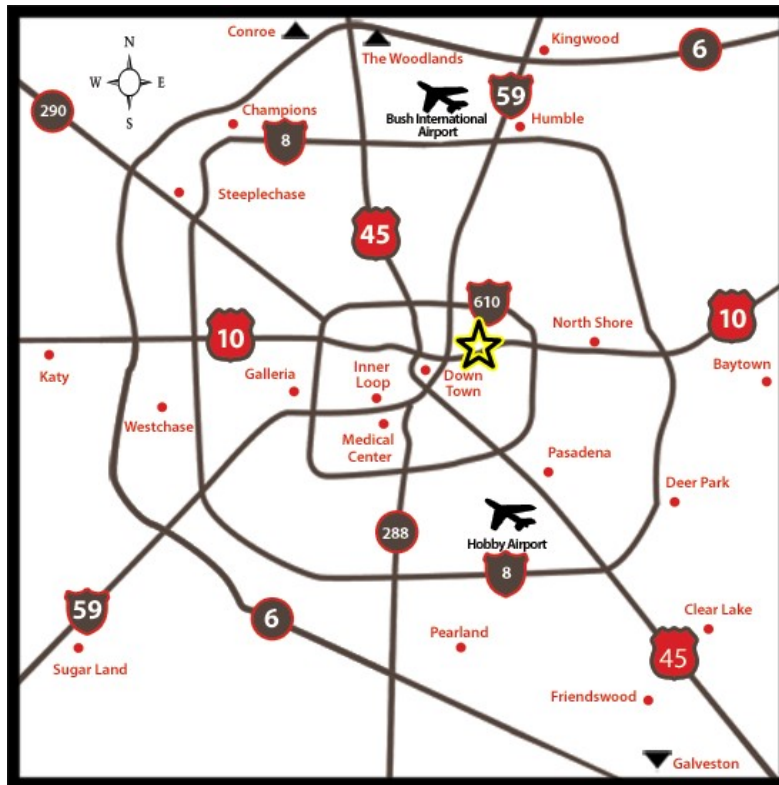 Conroe
The Woodlands
Kingwood
6
N
W E
S
290
59
Champions
Bush International
Airport
Humble
8
Steeplechase
45
610
10
North Shore
10
Katy
Galleria
Inner
Loop
Down
Town
Baytown
Westchase
Medical
Center
Pasadena
Deer Park
288
Hobby Airport
8
59
6
Sugar Land
Pearland
Clear Lake
45
Friendswood
Galveston